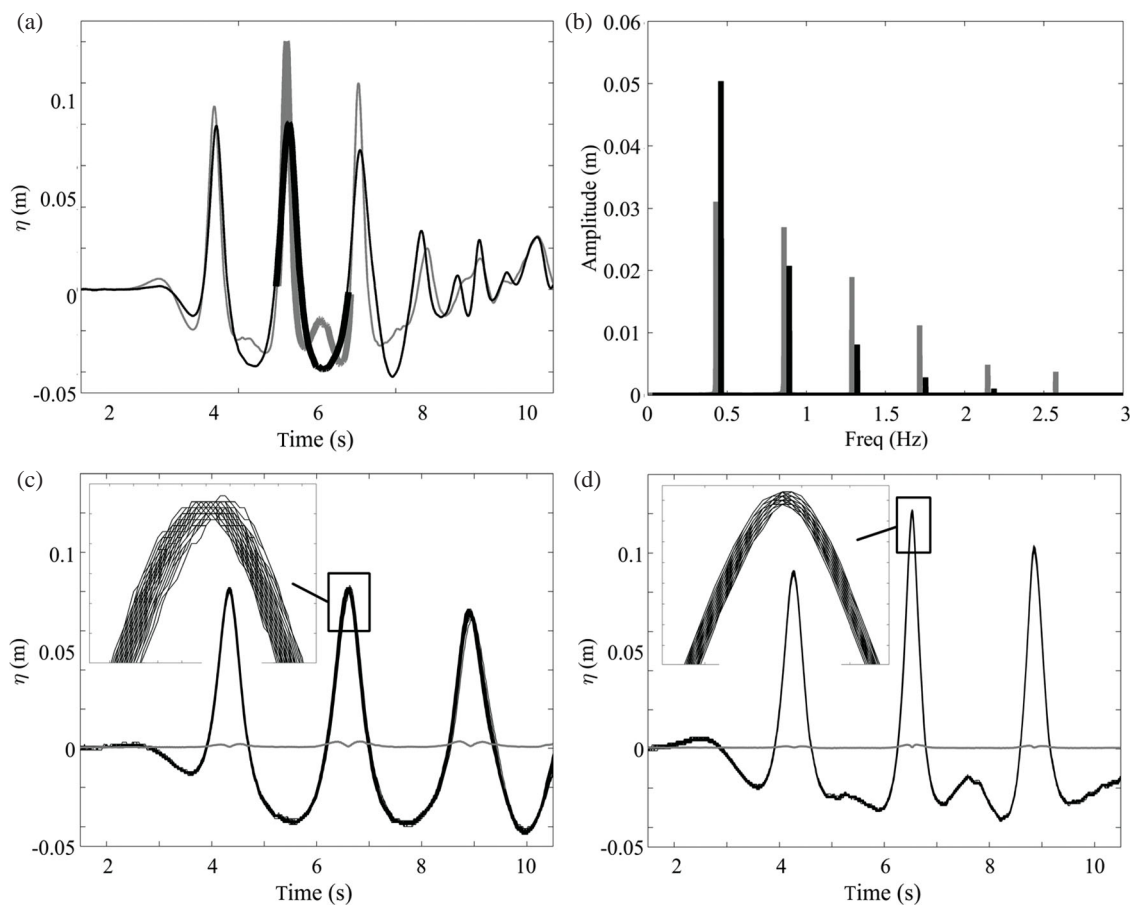 (a)
0.1
0.05
0
-0.05
η (m)
2 4 6 8 10
Time (s)
(b)
0.06
0.05
0.04
0.03
0.02
0.01
0
Amplitude (m)
0 0.5 1 1.5 2 2.5 3
Freq (Hz)
(c)
0.1
0.05
0
-0.05
η (m)
2 4 6 8 10
Time (s)
(d)
0.1
0.05
0
-0.05
η (m)
2 4 6 8 10
Time (s)